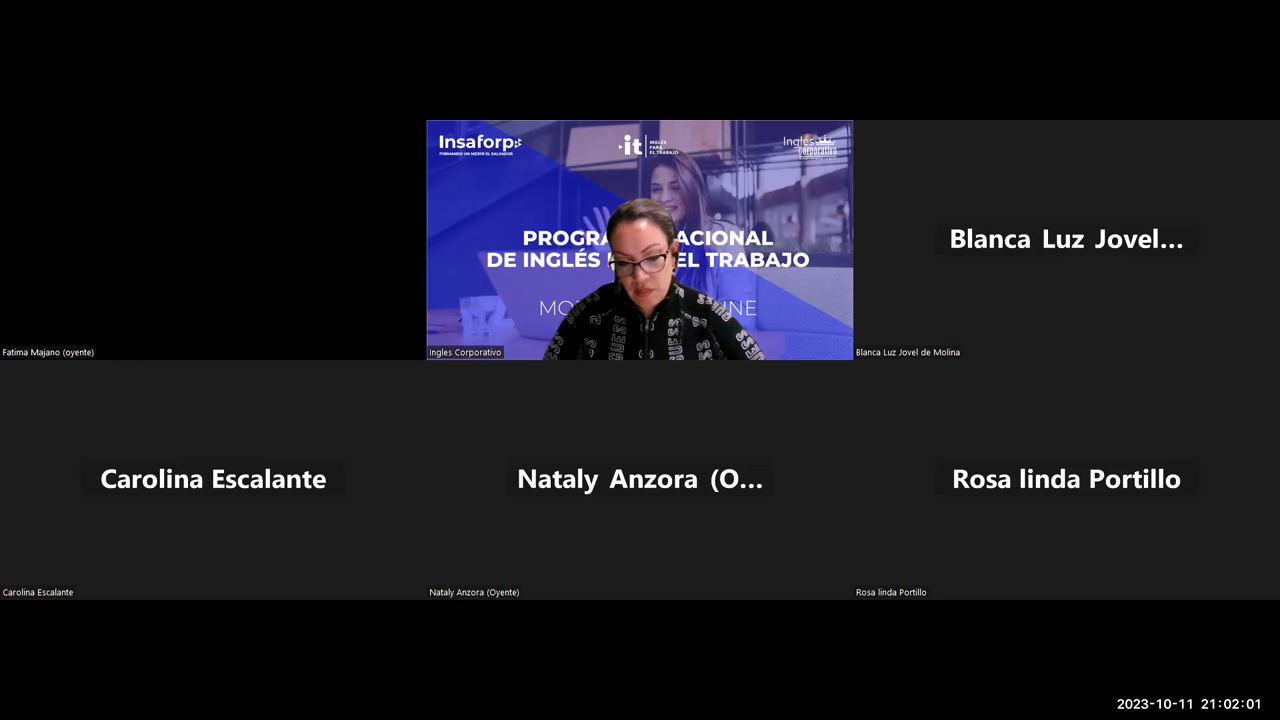 Insaforp
FORMANDO UN MEJOR EL SALVADOR
it
INGLÉS
PARA
EL TRABAJO
Inglés
corporativo
PROGRA ACIONAL
DE INGLÉS EL TRABAJO
MO INE
GUESS
Blanca Luz Jovel...
Fatima Majano (oyente)
Ingles Corporativo
Blanca Luz Jovel de Molina
Carolina Escalante
Nataly Anzora (O...
Rosa linda Portillo
Carolina Escalante
Nataly Anzora (Oyente)
Rosa linda Portillo
2023-10-11 21:02:01